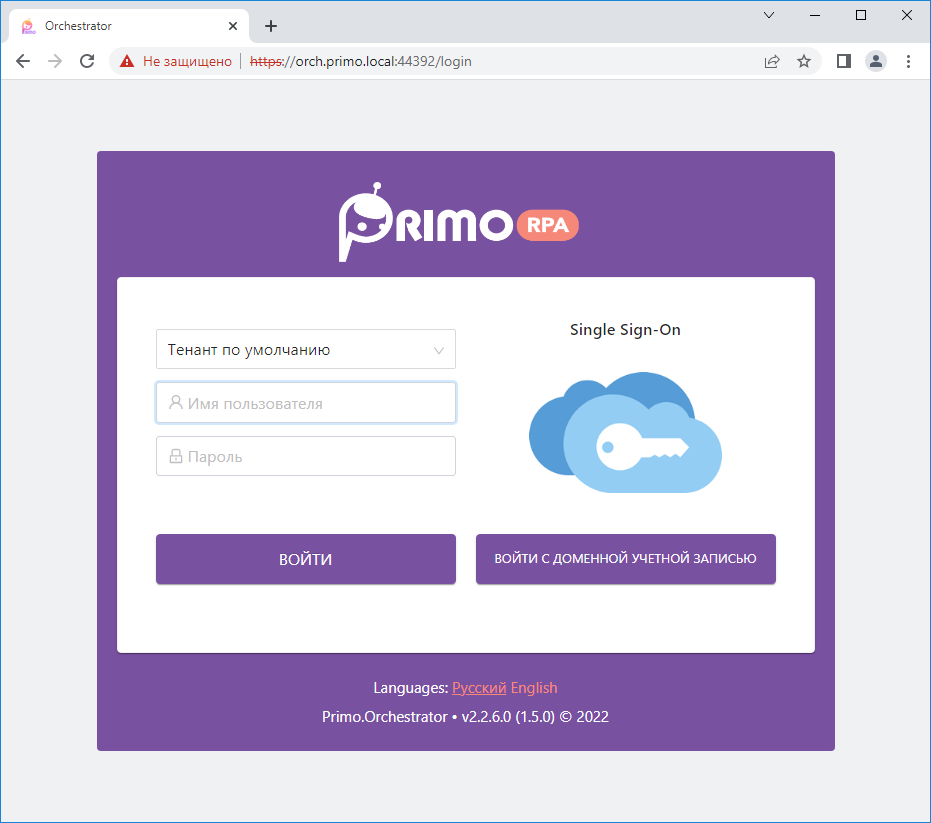 Orchestrator
Не защищено https://orch.primo.local:44392/login
PRIMO RPA
Тенант по умолчанию
Имя пользователя
Пароль
ВОЙТИ
Single Sign-On
ВОЙТИ С ДОМЕННОЙ УЧЕТНОЙ ЗАПИСЬЮ
Languages: Русский English
Primo.Orchestrator • v2.2.6.0 (1.5.0) © 2022